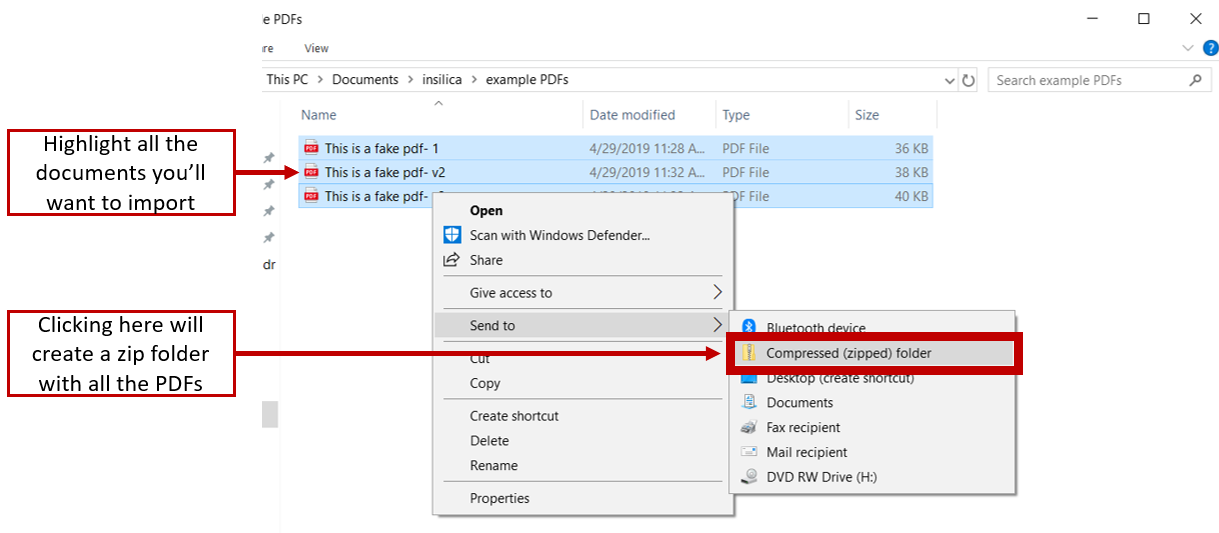 e PDFs
re View
This PC > Documents > insilica > example PDFs
Search example PDFs
Name Date modified Type Size
This is a fake pdf- 1 4/29/2019 11:28 A... PDF File 36 KB
This is a fake pdf- v2 4/29/2019 11:32 A... PDF File 38 KB
This is a fake pdf- PDF File 40 KB
Highlight all the
documents you'll
want to import
dr
Open
Scan with Windows Defender...
Share
Give access to
Send to
Cut
Copy
Create shortcut
Delete
Rename
Properties
Clicking here will
create a zip folder
with all the PDFs
Bluetooth device
Compressed (zipped) folder
Desktop (create shortcut)
Documents
Fax recipient
Mail recipient
DVD RW Drive (H:)